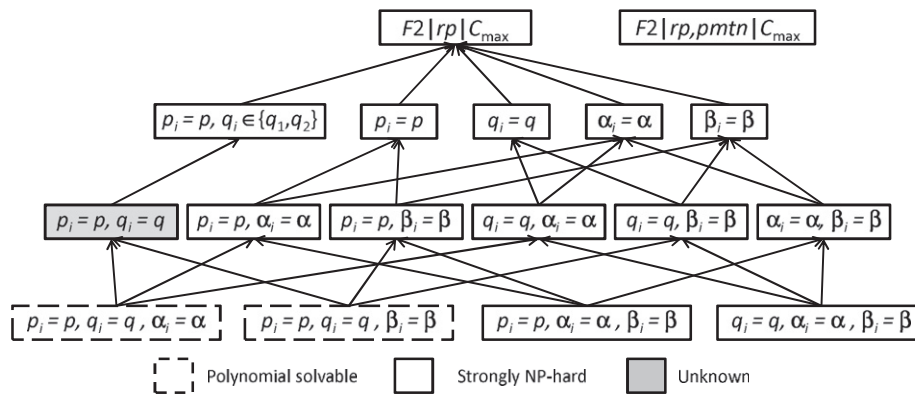 F2|rp|Cmax F2|rp,pmtn|Cmax
pi = p, qi ∈{q1,q2} pi = p qi = q αi = α βi = β
pi = p, qi = q pi = p, αi = α pi = p, βi = β qi = q, αi = α qi = q, βi = β αi = α, βi = β
pi = p, qi = q , αi = α pi = p, qi = q , βi = β pi = p, αi = α , βi = β qi = q, αi = α , βi = β
Polynomial solvable Strongly NP-hard Unknown